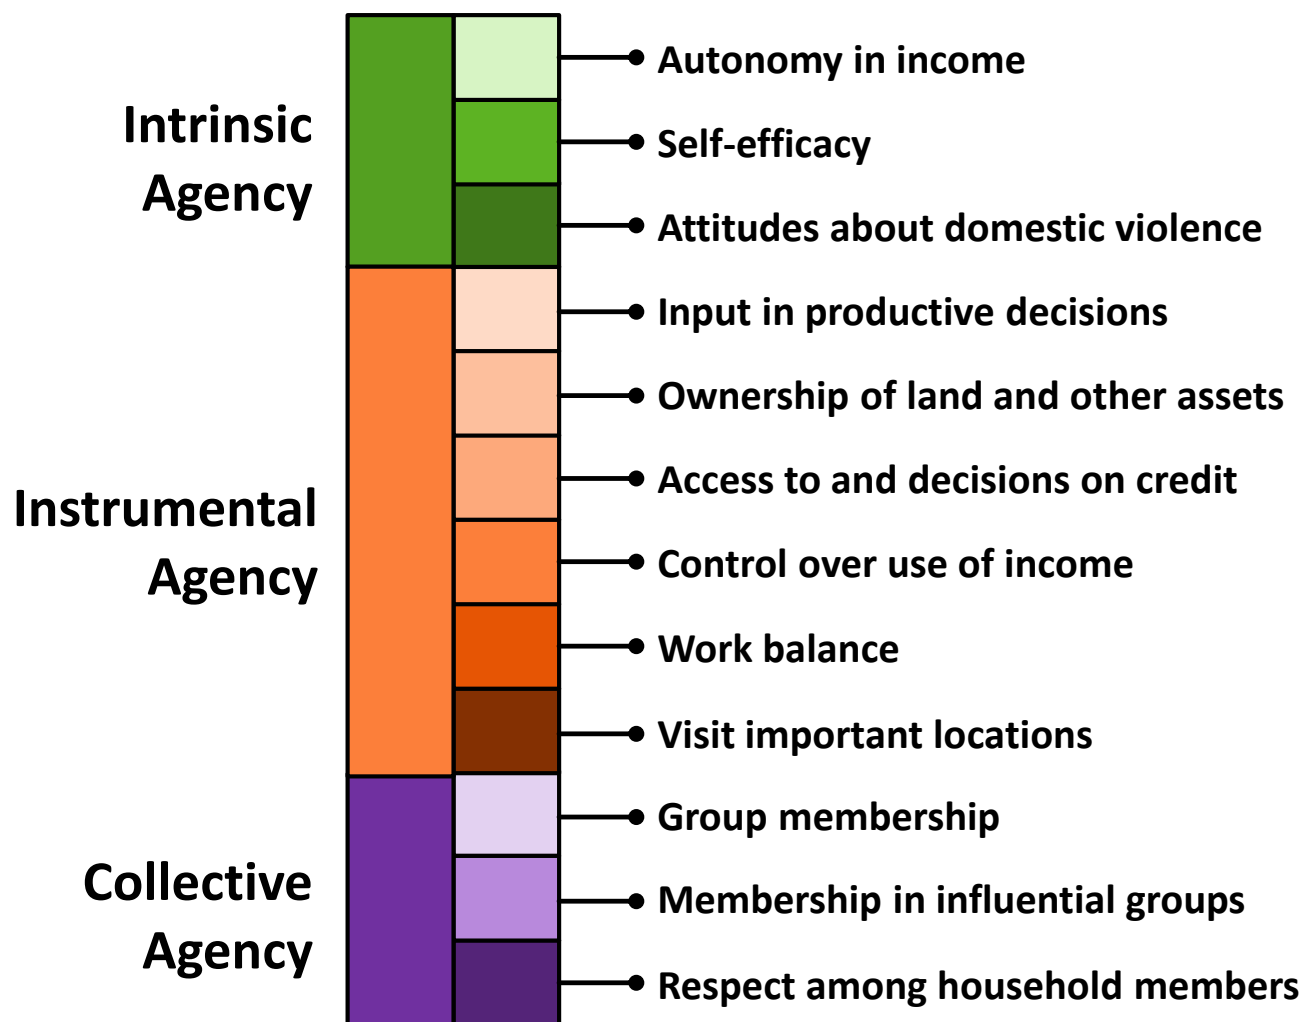 Intrinsic
Agency
Autonomy in income
Self-efficacy
Attitudes about domestic violence
Instrumental
Agency
Input in productive decisions
Ownership of land and other assets
Access to and decisions on credit
Control over use of income
Work balance
Visit important locations
Collective
Agency
Group membership
Membership in influential groups
Respect among household members